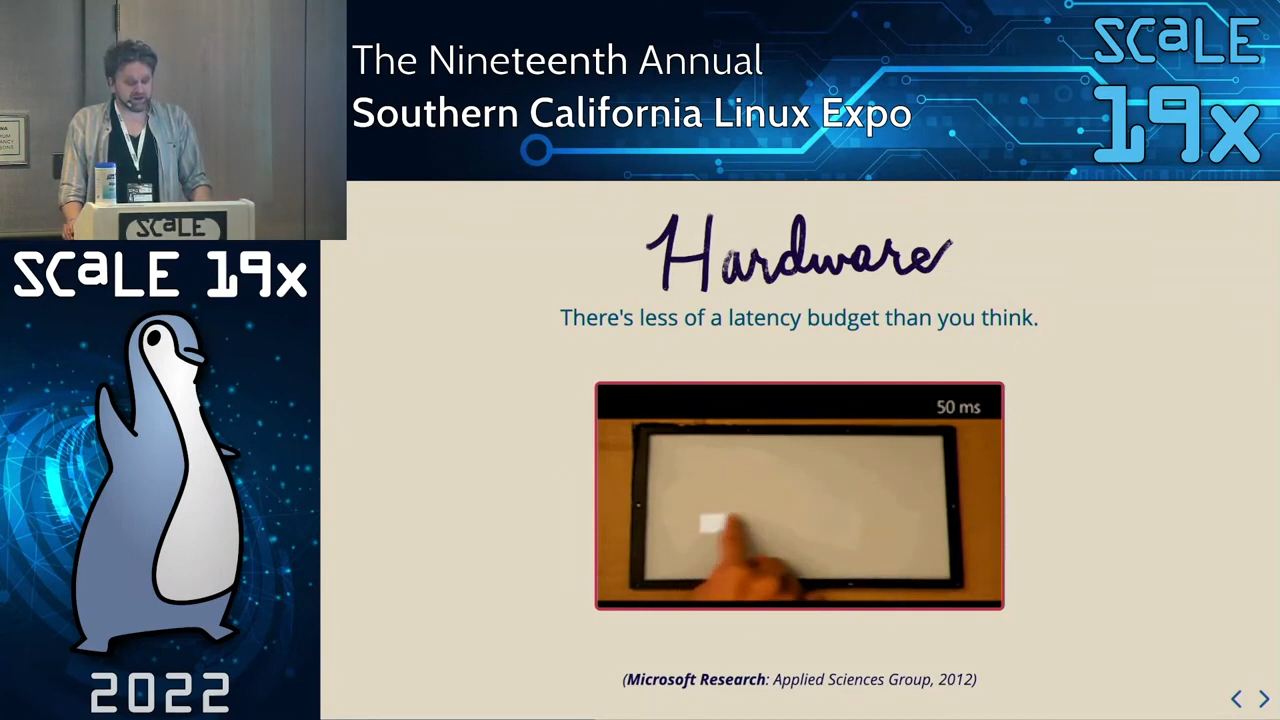 The Nineteenth Annual
Southern California Linux Expo
SCaLE
19x
SCaLE
SCaLE 19x
2022
Hardware
There's less of a latency budget than you think.
50 ms
(Microsoft Research: Applied Sciences Group, 2012)